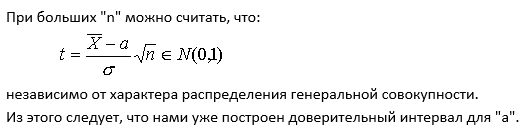 При больших "n" можно считать, что:
t = \frac{\overline{X} - a}{\sigma} \sqrt{n} \in N(0,1)
независимо от характера распределения генеральной совокупности.
Из этого следует, что нами уже построен доверительный интервал для "a".